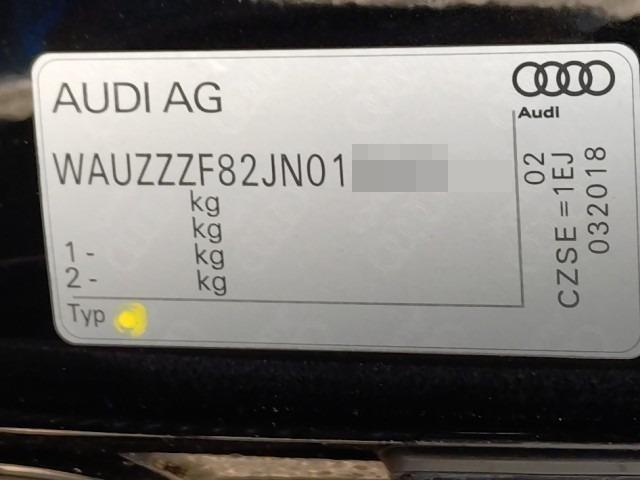 AUDI AG
Audi
WAUZZZF82JN01
kg
kg
1 - kg
2 - kg
Typ
02
CZSE =1EJ
032018